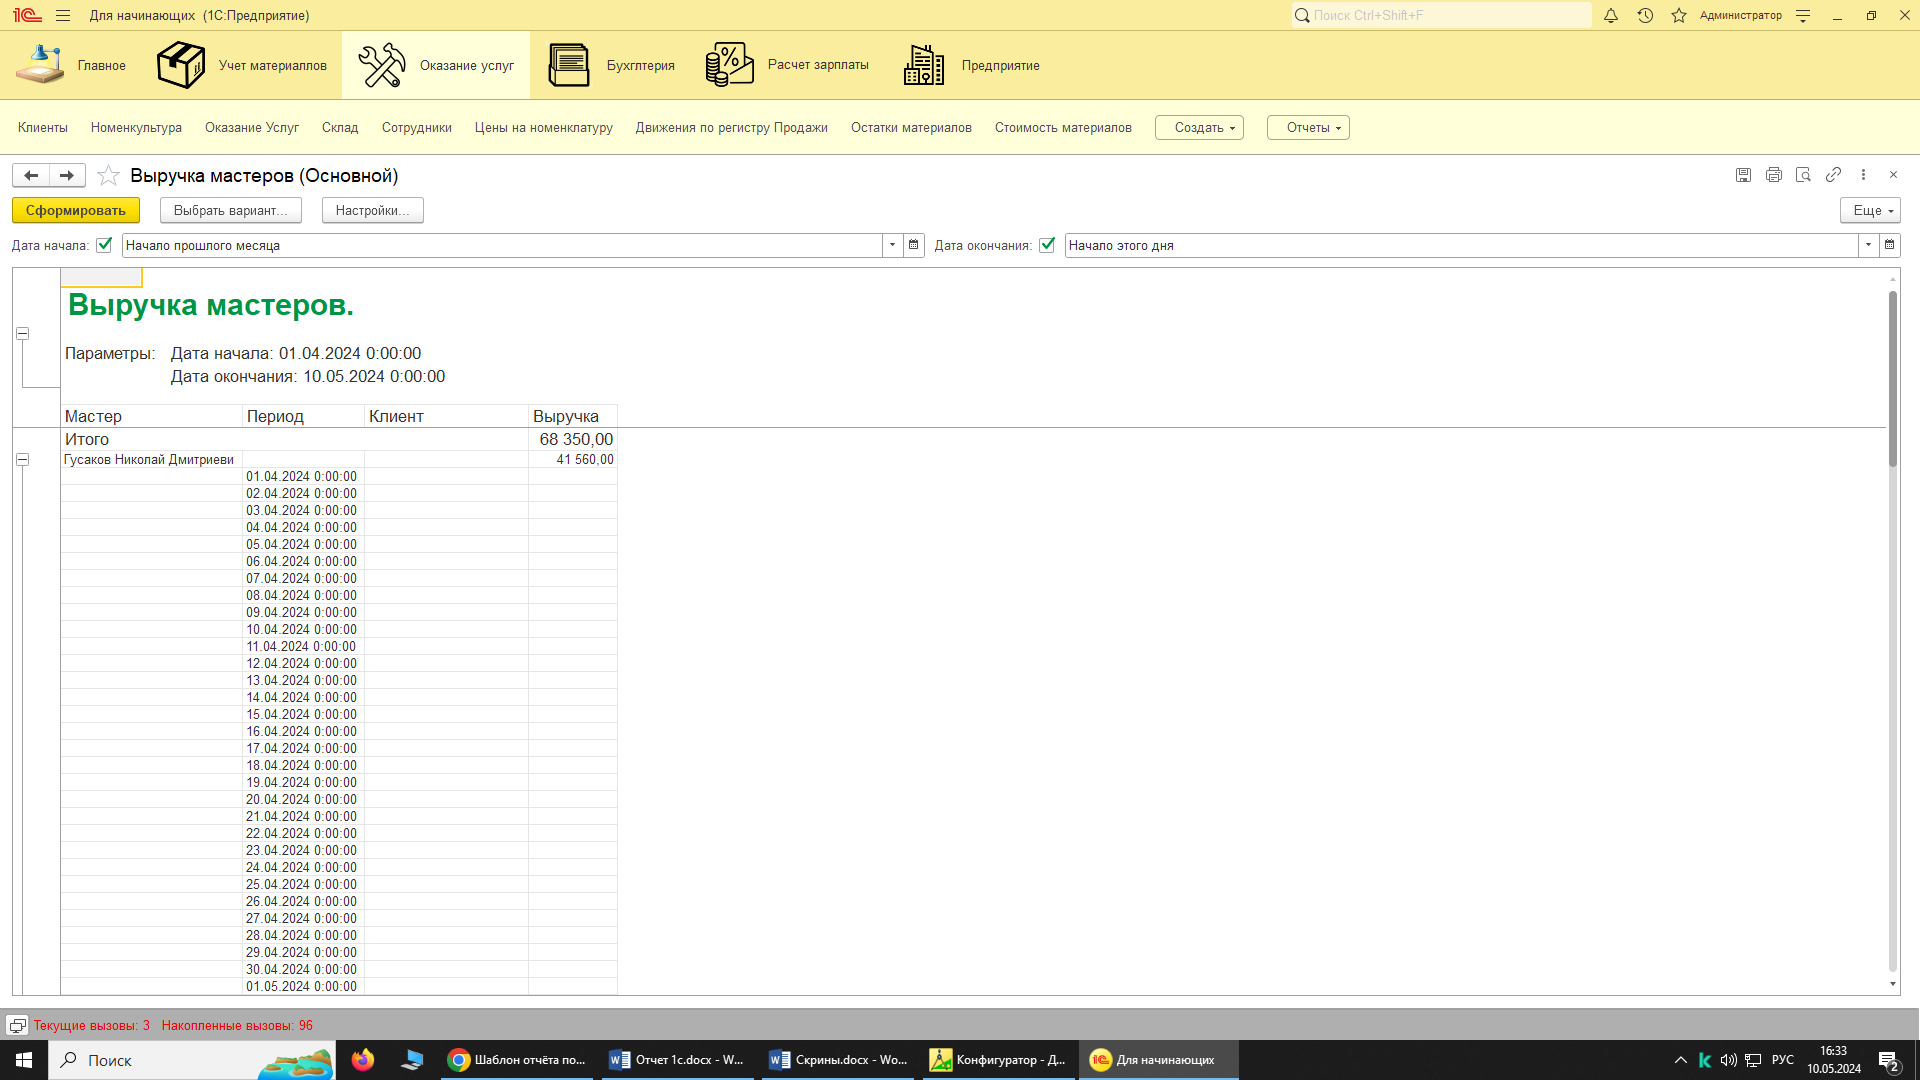 1С Для начинающих (1С:Предприятие) Поиск Ctrl+Shift+F Администратор
Главное Учет материаллов Оказание услуг Бухглтерия Расчет зарплаты Предприятие
Клиенты Номенкультура Оказание Услуг Склад Сотрудники Цены на номенклатуру Движения по регистру Продажи Остатки материалов Стоимость материалов Создать Отчеты
Выручка мастеров (Основной)
Сформировать Выбрать вариант... Настройки... Еще
Дата начала: Начало прошлого месяца Дата окончания: Начало этого дня
Выручка мастеров.
Параметры: Дата начала: 01.04.2024 0:00:00
Дата окончания: 10.05.2024 0:00:00
Мастер Период Клиент Выручка
Итого 68 350,00
Гусаков Николай Дмитриеви 41 560,00
01.04.2024 0:00:00
02.04.2024 0:00:00
03.04.2024 0:00:00
04.04.2024 0:00:00
05.04.2024 0:00:00
06.04.2024 0:00:00
07.04.2024 0:00:00
08.04.2024 0:00:00
09.04.2024 0:00:00
10.04.2024 0:00:00
11.04.2024 0:00:00
12.04.2024 0:00:00
13.04.2024 0:00:00
14.04.2024 0:00:00
15.04.2024 0:00:00
16.04.2024 0:00:00
17.04.2024 0:00:00
18.04.2024 0:00:00
19.04.2024 0:00:00
20.04.2024 0:00:00
21.04.2024 0:00:00
22.04.2024 0:00:00
23.04.2024 0:00:00
24.04.2024 0:00:00
25.04.2024 0:00:00
26.04.2024 0:00:00
27.04.2024 0:00:00
28.04.2024 0:00:00
29.04.2024 0:00:00
30.04.2024 0:00:00
01.05.2024 0:00:00
Текущие вызовы: 3 Накопленные вызовы: 96
Поиск Шаблон отчёта по... Отчет 1с.docx - W... Скрины.docx - Wo... Конфигуратор - Д... Для начинающих РУС 16:33
10.05.2024 2